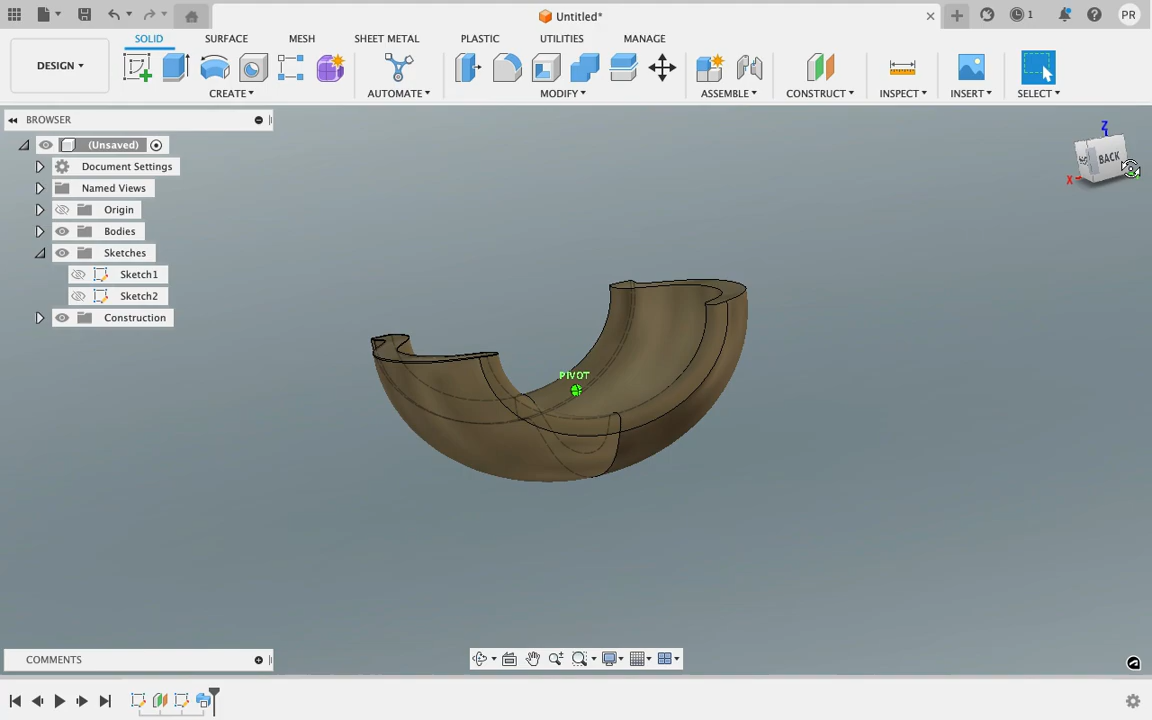 Untitled*
1
PR
DESIGN
SOLID
SURFACE
MESH
SHEET METAL
PLASTIC
UTILITIES
MANAGE
CREATE
AUTOMATE
MODIFY
ASSEMBLE
CONSTRUCT
INSPECT
INSERT
SELECT
BROWSER
(Unsaved)
Document Settings
Named Views
Origin
Bodies
Sketches
Sketch1
Sketch2
Construction
Z
BACK
X
PIVOT
COMMENTS